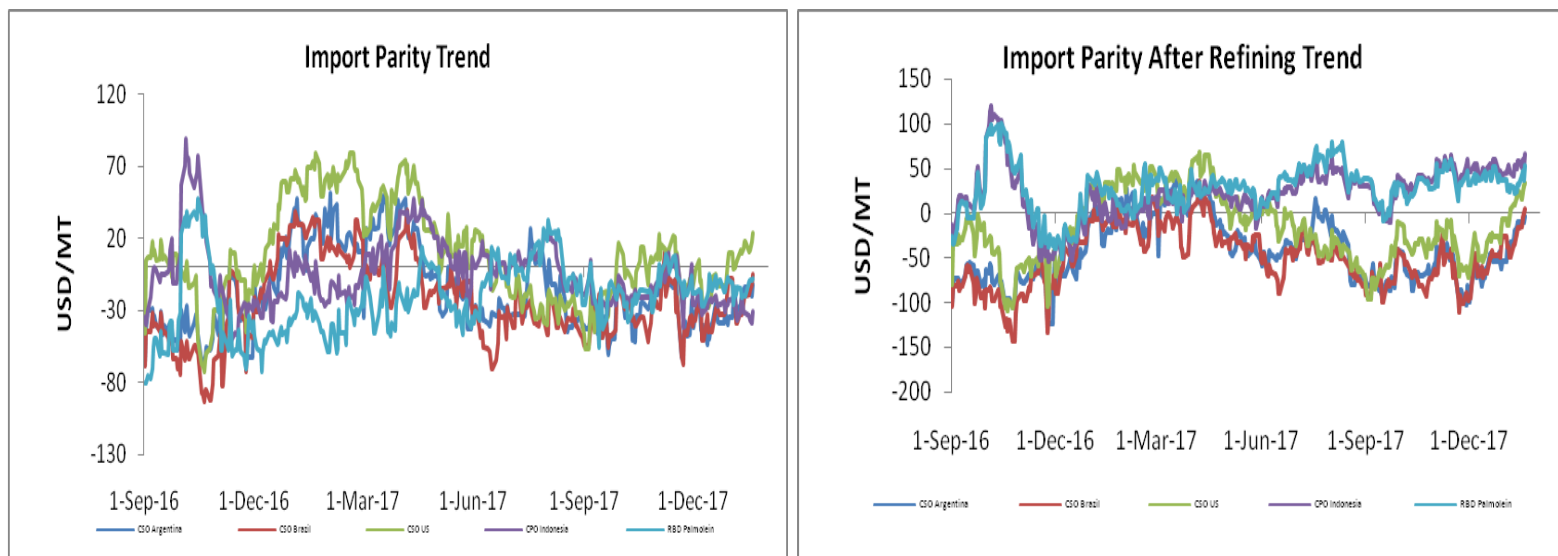 Import Parity Trend
120
70
20
-30
-80
-130
USD/MT
1-Sep-16 1-Dec-16 1-Mar-17 1-Jun-17 1-Sep-17 1-Dec-17
CSO Argentina CSO Brazil CSO US CPO Indonesia RBD Palmolein
Import Parity After Refining Trend
150
100
50
0
-50
-100
-150
-200
USD/MT
1-Sep-16 1-Dec-16 1-Mar-17 1-Jun-17 1-Sep-17 1-Dec-17
CSO Argentina CSO Brazil CSO US CPO Indonesia RBD Palmolein